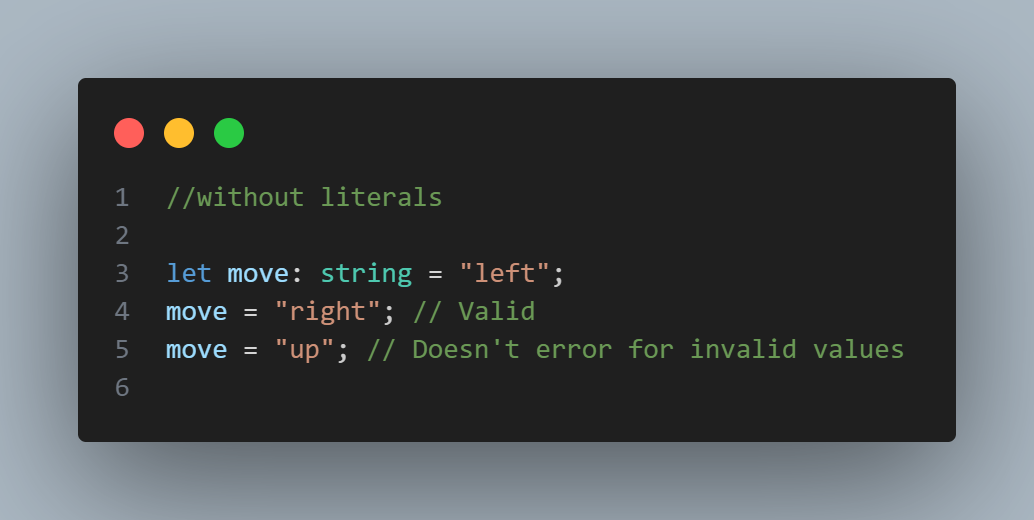 1 //without literals
2
3 let move: string = "left";
4 move = "right"; // Valid
5 move = "up"; // Doesn't error for invalid values
6